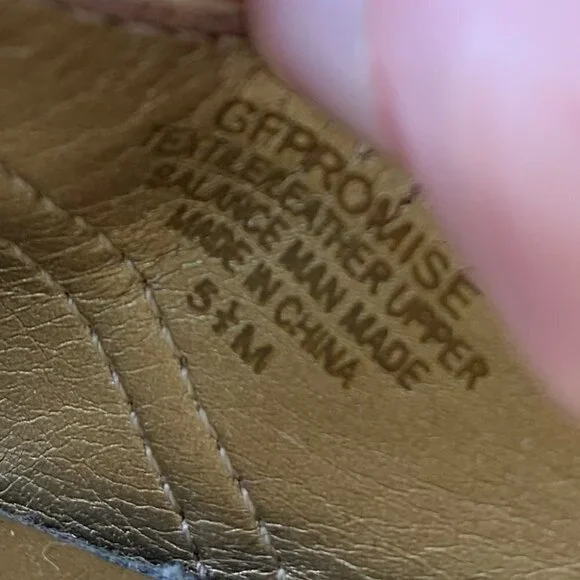 GFPROMISE
TEXTILE/LEATHER UPPER
BALANCE MAN MADE
MADE IN CHINA
5½M